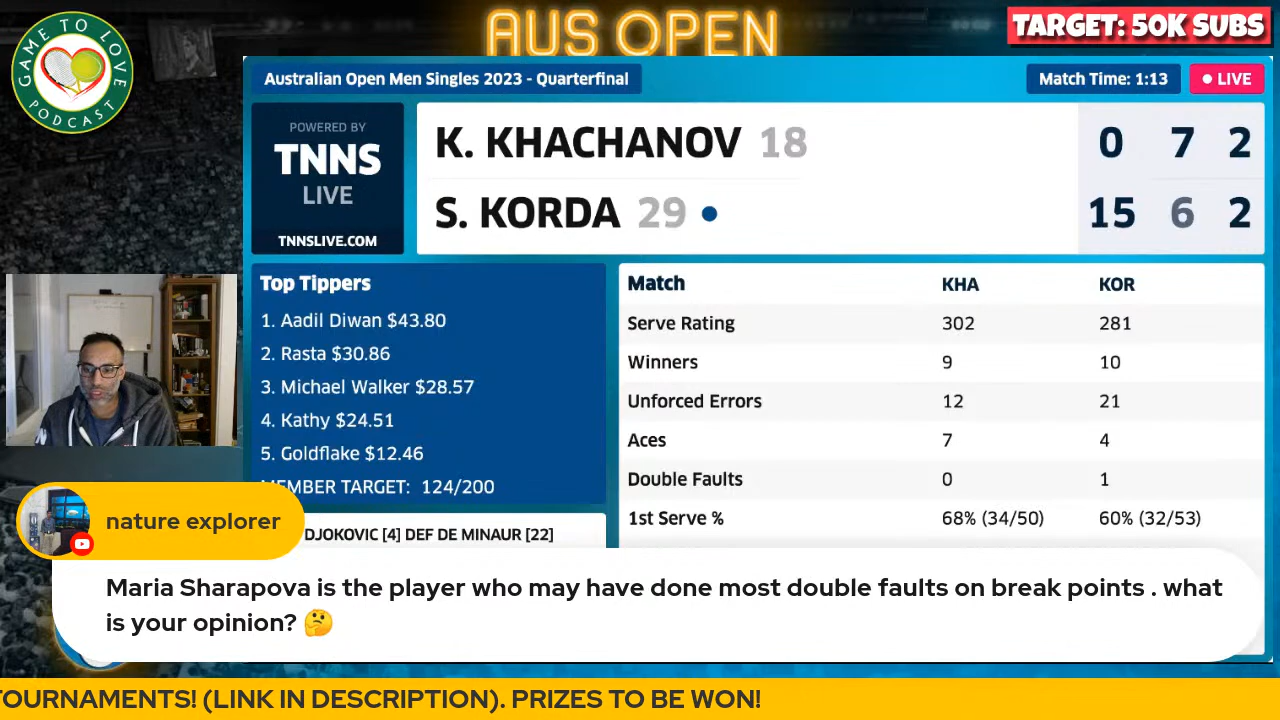 AUS OPEN
TARGET: 50K SUBS
GAME TO LOVE
PODCAST
Australian Open Men Singles 2023 - Quarterfinal
Match Time: 1:13
LIVE
POWERED BY
TNNS
LIVE
TNNSLIVE.COM
K. KHACHANOV 18 0 7 2
S. KORDA 29 15 6 2
Top Tippers
1. Aadil Diwan $43.80
2. Rasta $30.86
3. Michael Walker $28.57
4. Kathy $24.51
5. Goldflake $12.46
MEMBER TARGET: 124/200
DJOKOVIC [4] DEF DE MINAUR [22]
Match KHA KOR
Serve Rating 302 281
Winners 9 10
Unforced Errors 12 21
Aces 7 4
Double Faults 0 1
1st Serve % 68% (34/50) 60% (32/53)
nature explorer
Maria Sharapova is the player who may have done most double faults on break points . what
is your opinion? 🤔
TOURNAMENTS! (LINK IN DESCRIPTION). PRIZES TO BE WON!